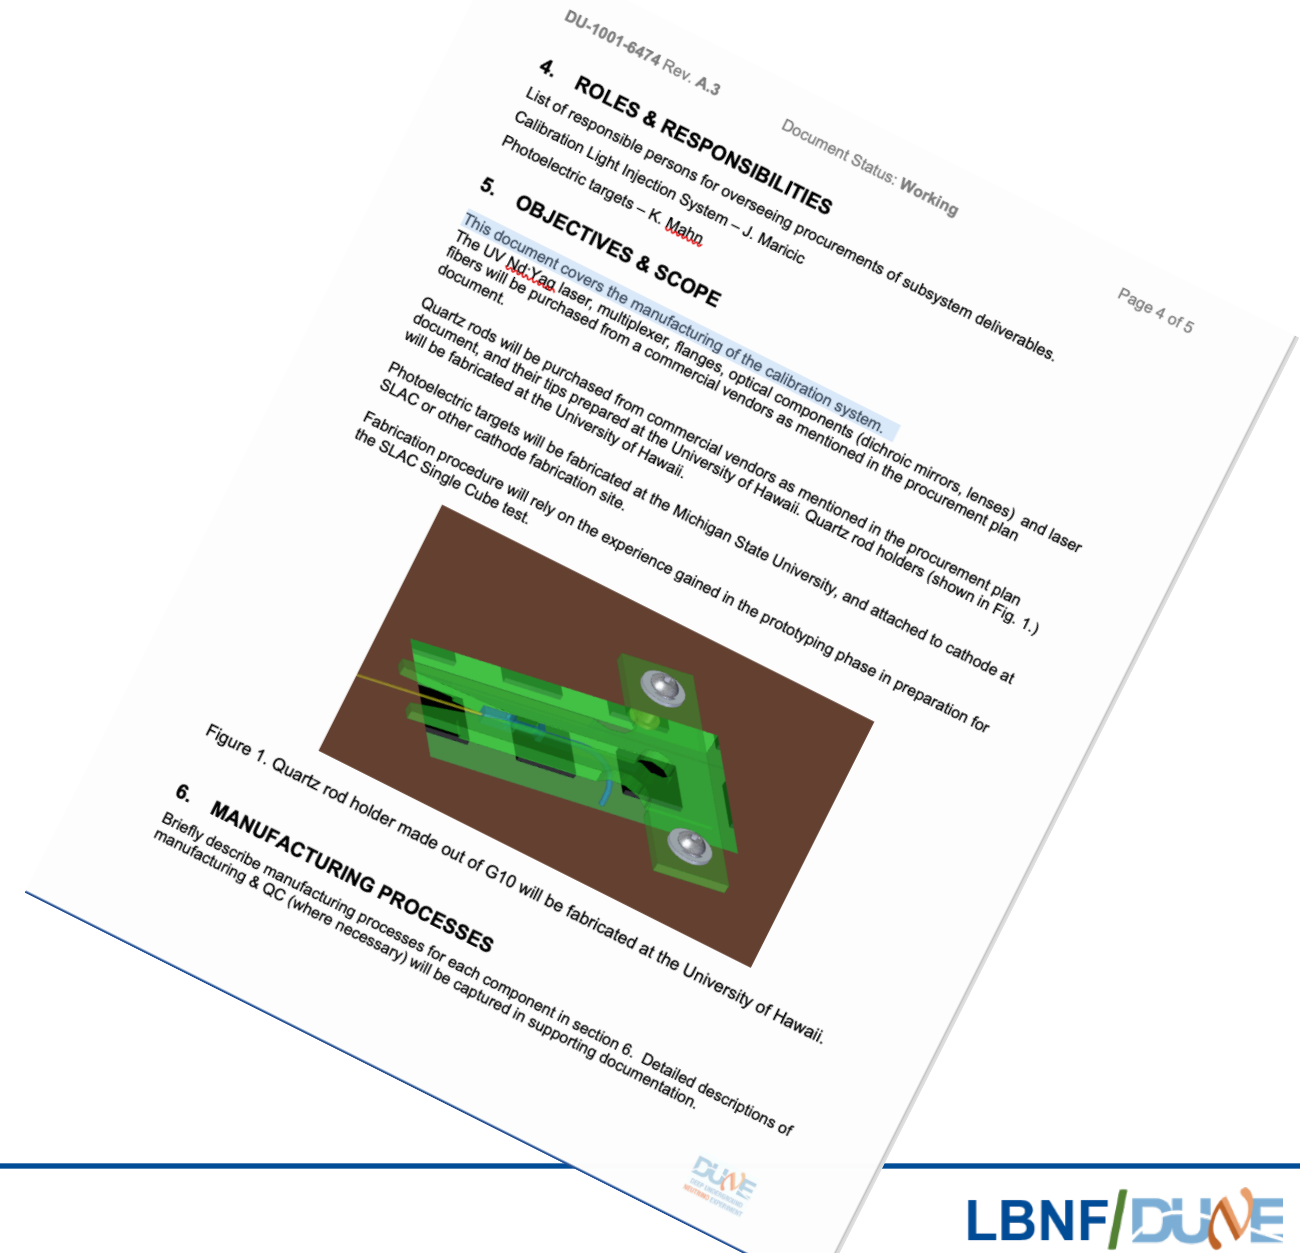 DU-1001-6474 Rev. A.3
Document Status: Working
Page 4 of 5
4. ROLES & RESPONSIBILITIES
List of responsible persons for overseeing procurements of subsystem deliverables.
Calibration Light Injection System – J. Maricic
Photoelectric targets – K. Mahn
5. OBJECTIVES & SCOPE
This document covers the manufacturing of the calibration system.
The UV Nd:Yag laser, multiplexer, flanges, optical components (dichroic mirrors, lenses) and laser
fibers will be purchased from a commercial vendors as mentioned in the procurement plan
document.
Quartz rods will be purchased from commercial vendors as mentioned in the procurement plan
document, and their tips prepared at the University of Hawaii. Quartz rod holders (shown in Fig. 1.)
will be fabricated at the University of Hawaii.
Photoelectric targets will be fabricated at the Michigan State University, and attached to cathode at
SLAC or other cathode fabrication site.
Fabrication procedure will rely on the experience gained in the prototyping phase in preparation for
the SLAC Single Cube test.
Figure 1. Quartz rod holder made out of G10 will be fabricated at the University of Hawaii.
6. MANUFACTURING PROCESSES
Briefly describe manufacturing processes for each component in section 6. Detailed descriptions of
manufacturing & QC (where necessary) will be captured in supporting documentation.
DUNE
DEEP UNDERGROUND
NEUTRINO EXPERIMENT
LBNF/DUNE